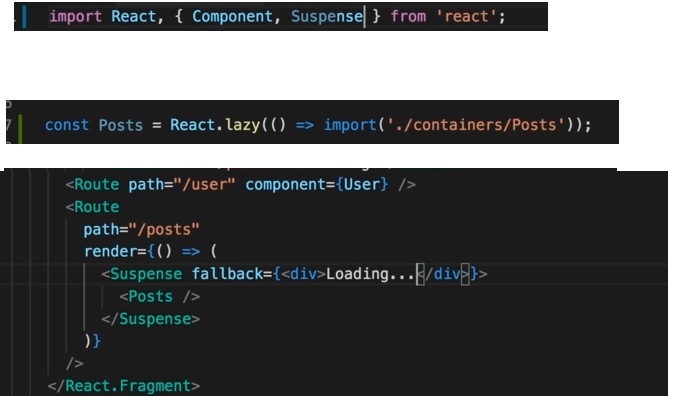 import React, { Component, Suspense } from 'react';
7 const Posts = React.lazy(() => import('./containers/Posts'));
<Route path="/user" component={User} />
<Route
path="/posts"
render={() => (
<Suspense fallback={<div>Loading...</div>}>
<Posts />
</Suspense>
)}
/>
</React.Fragment>